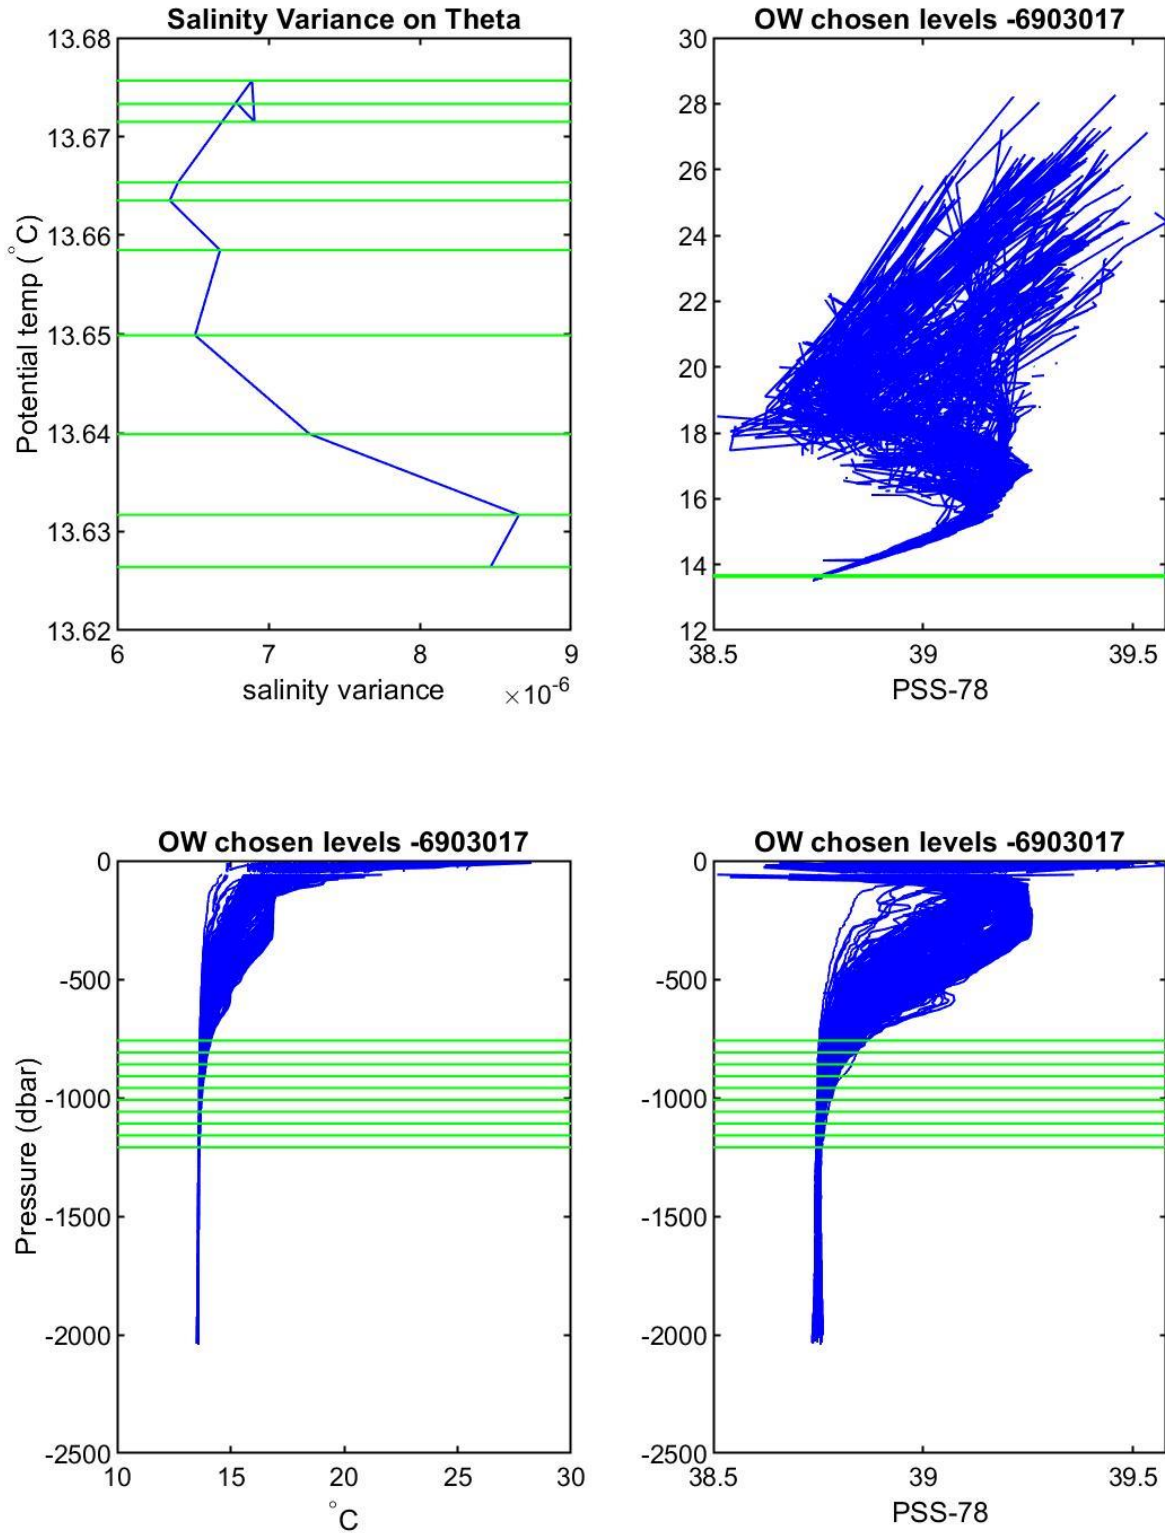 Salinity Variance on Theta
13.68
13.67
13.66
13.65
13.64
13.63
13.62
Potential temp (°C)
6 7 8 9
salinity variance ×10-6
OW chosen levels -6903017
30
28
26
24
22
20
18
16
14
12
38.5 39 39.5
PSS-78
OW chosen levels -6903017
0
-500
-1000
-1500
-2000
-2500
Pressure (dbar)
10 15 20 25 30
°C
OW chosen levels -6903017
0
-500
-1000
-1500
-2000
-2500
38.5 39 39.5
PSS-78